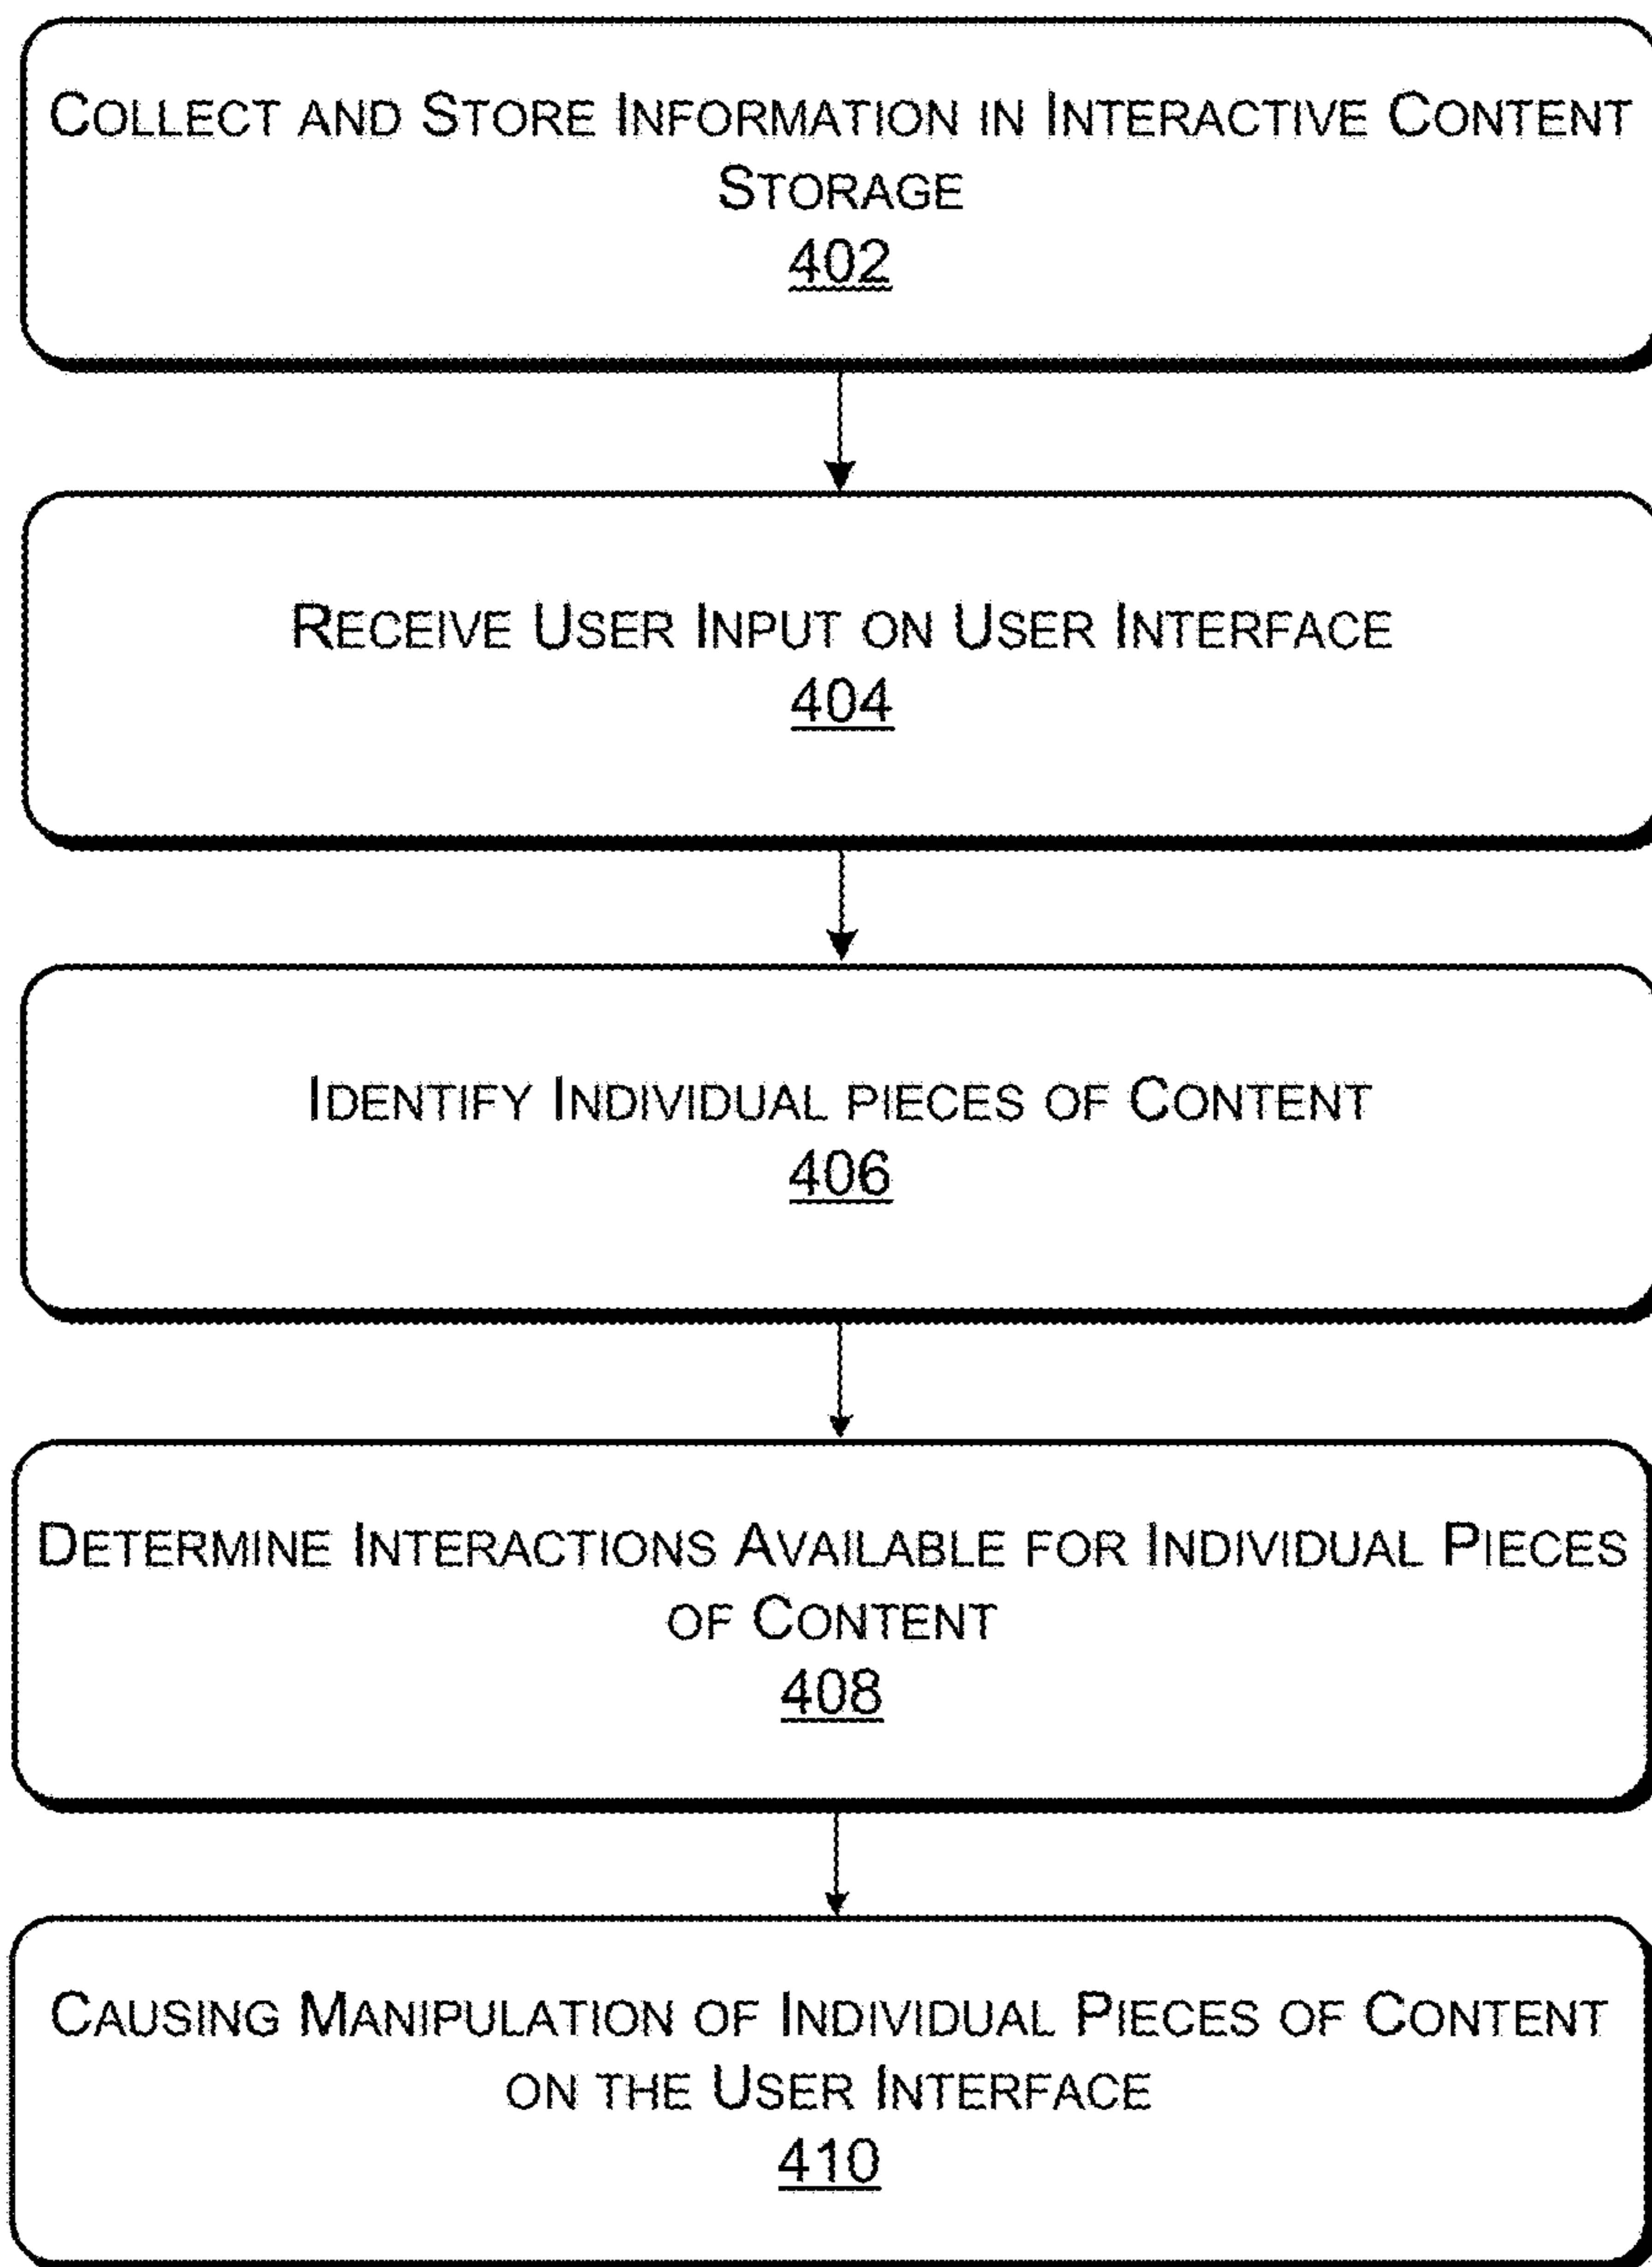 COLLECT AND STORE INFORMATION IN INTERACTIVE CONTENT
STORAGE
402
RECEIVE USER INPUT ON USER INTERFACE
404
IDENTIFY INDIVIDUAL PIECES OF CONTENT
406
DETERMINE INTERACTIONS AVAILABLE FOR INDIVIDUAL PIECES
OF CONTENT
408
CAUSING MANIPULATION OF INDIVIDUAL PIECES OF CONTENT
ON THE USER INTERFACE
410